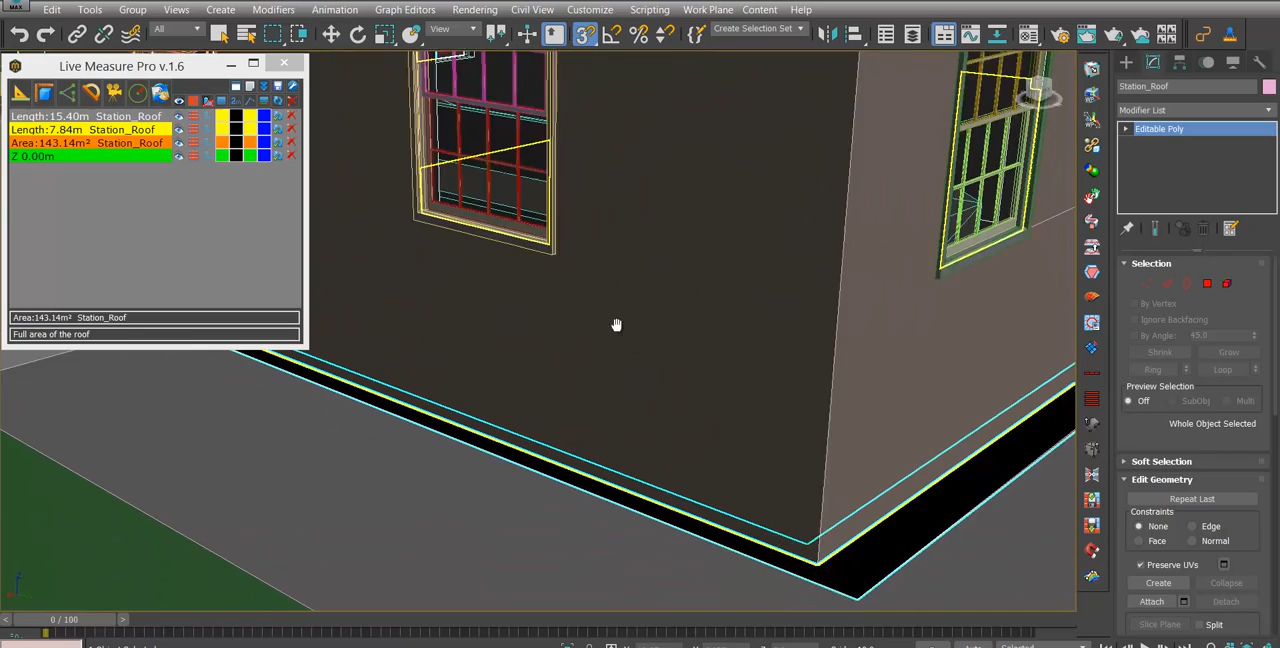 MAX
Edit Tools Group Views Create Modifiers Animation Graph Editors Rendering Civil View Customize Scripting Work Plane Content Help
All
View
Create Selection Set
Live Measure Pro v.1.6
Length:15.40m Station_Roof
Length:7.84m Station_Roof
Area:143.14m² Station_Roof
Z 0.00m
Area:143.14m² Station_Roof
Full area of the roof
Station_Roof
Modifier List
Editable Poly
Selection
By Vertex
Ignore Backfacing
By Angle: 45.0
Shrink Grow
Ring Loop
Preview Selection
Off SubObj Multi
Whole Object Selected
Soft Selection
Edit Geometry
Repeat Last
Constraints
None Edge
Face Normal
Preserve UVs
Create Collapse
Attach Detach
Slice Plane Split
0 / 100